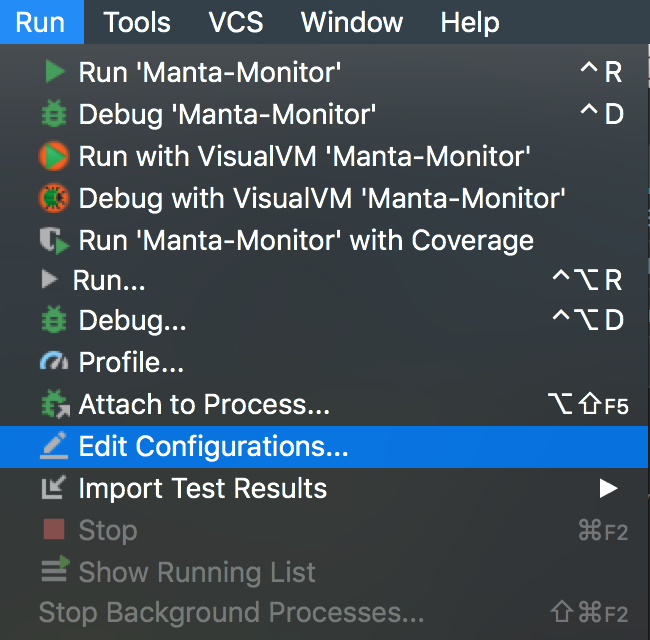 Run Tools VCS Window Help
Run 'Manta-Monitor' ^ R
Debug 'Manta-Monitor' ^ D
Run with VisualVM 'Manta-Monitor'
Debug with VisualVM 'Manta-Monitor'
Run 'Manta-Monitor' with Coverage
Run... ^⌥R
Debug... ^⌥D
Profile...
Attach to Process... ⌥⇧F5
Edit Configurations...
Import Test Results ▶
Stop ⌘F2
Show Running List
Stop Background Processes... ⇧⌘F2